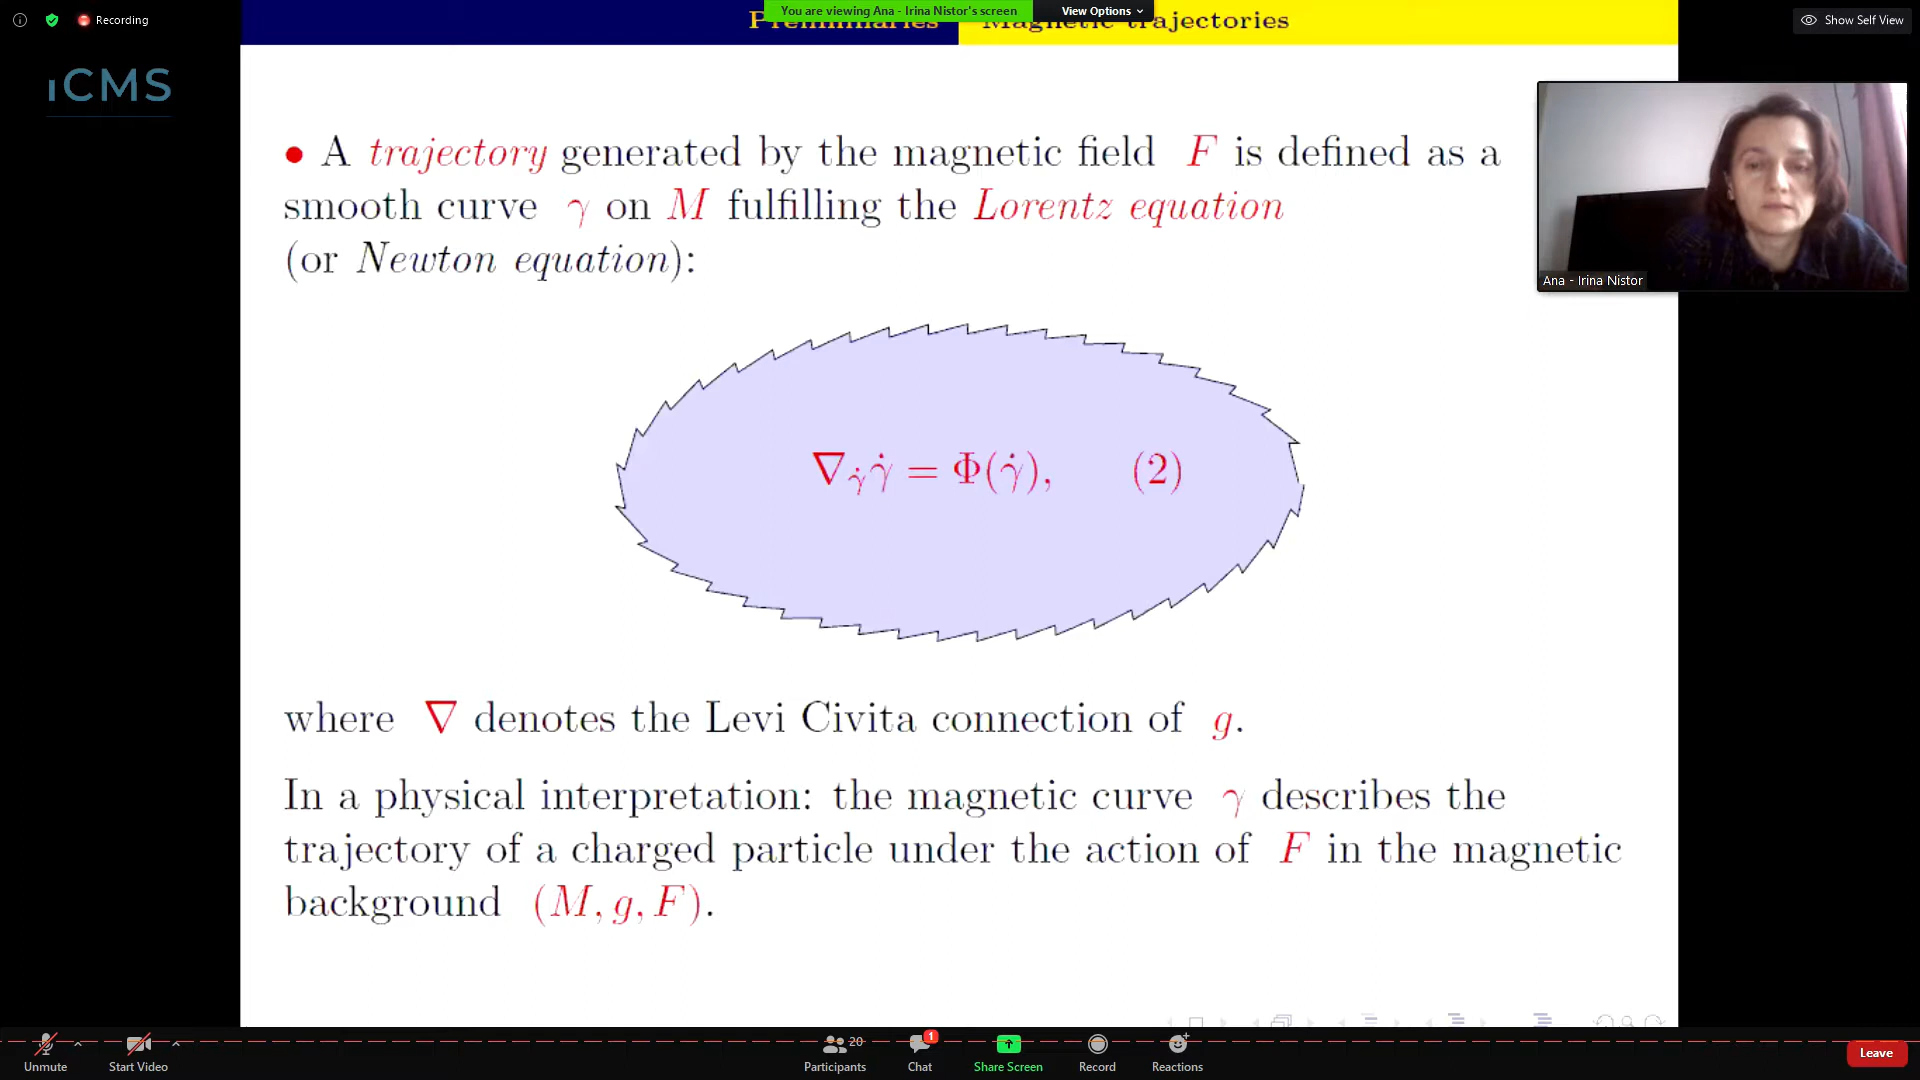 Recording
You are viewing Ana - Irina Nistor's screen
View Options
Show Self View
Preliminaries
Magnetic trajectories
iCMS
• A trajectory generated by the magnetic field F is defined as a
smooth curve γ on M fulfilling the Lorentz equation
(or Newton equation):
Ana - Irina Nistor
∇_γ̇ γ̇ = Φ(γ̇), (2)
where ∇ denotes the Levi Civita connection of g.
In a physical interpretation: the magnetic curve γ describes the
trajectory of a charged particle under the action of F in the magnetic
background (M, g, F).
Unmute
Start Video
Participants
20
Chat
1
Share Screen
Record
Reactions
Leave